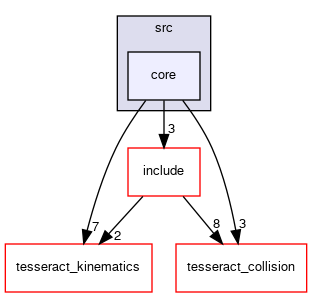 src
core
3
include
7
2
8
3
tesseract_kinematics
tesseract_collision